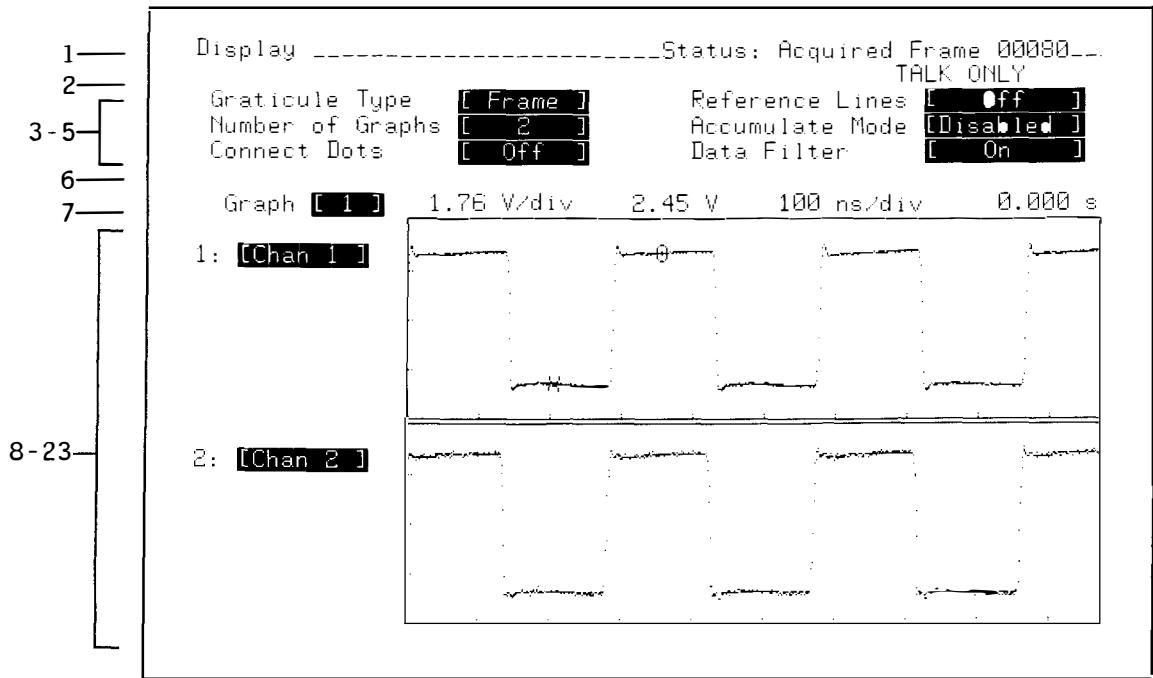 1 Display Status: Acquired Frame 00080
2 TALK ONLY
3-5
Graticule Type [ Frame ] Reference Lines [ Off ]
Number of Graphs [ 2 ] Accumulate Mode [Disabled ]
Connect Dots [ Off ] Data Filter [ On ]
6
7 Graph [ 1 ] 1.76 V/div 2.45 V 100 ns/div 0.000 s
1: [Chan 1 ]
8-23
2: [Chan 2 ]